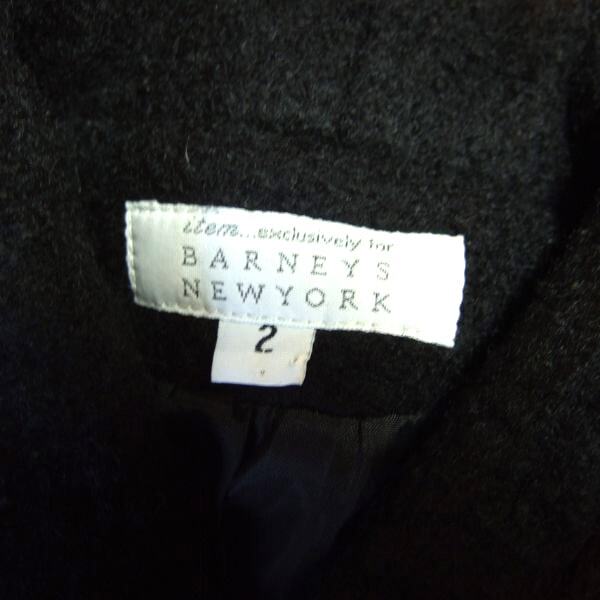 item...exclusively for
BARNEYS
NEWYORK
2